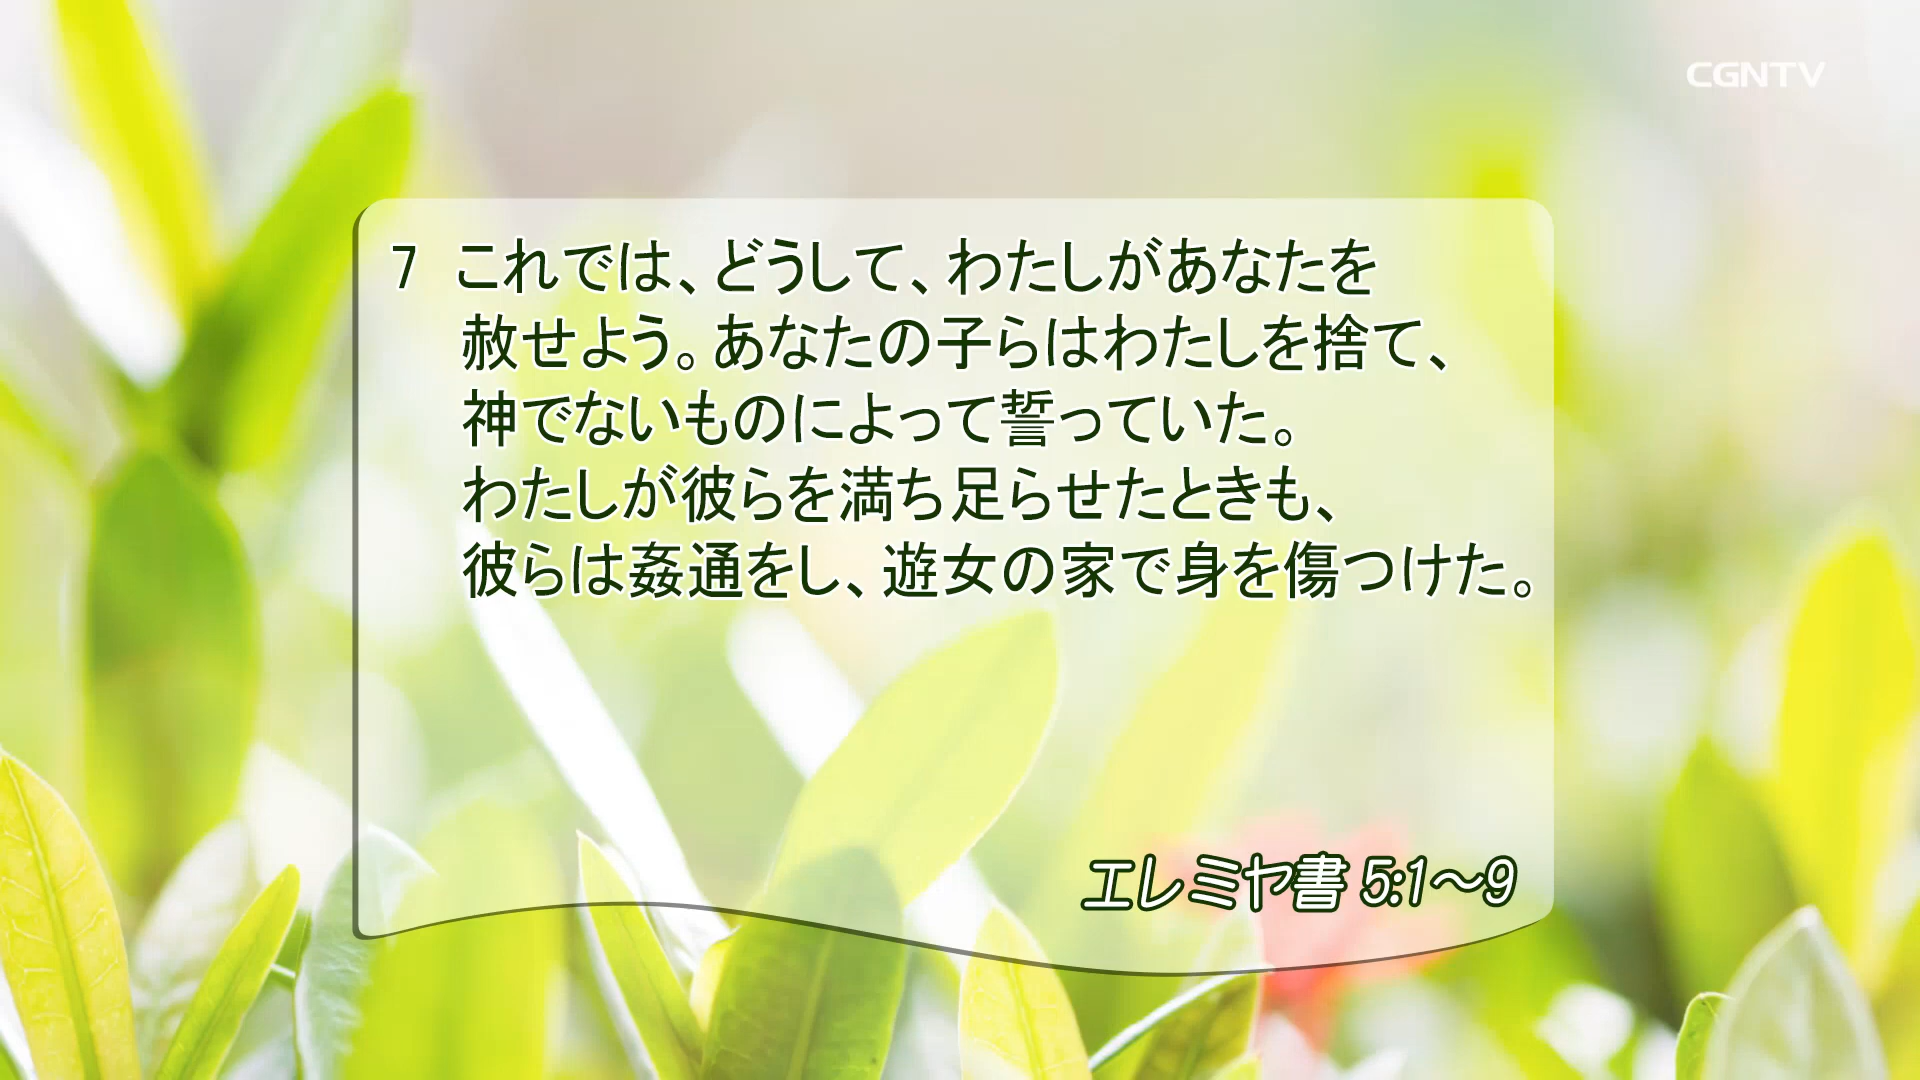 CGNTV
7 これでは、どうして、わたしがあなたを
赦せよう。あなたの子らはわたしを捨て、
神でないものによって誓っていた。
わたしが彼らを満ち足らせたときも、
彼らは姦通をし、遊女の家で身を傷つけた。
エレミヤ書 5:1～9